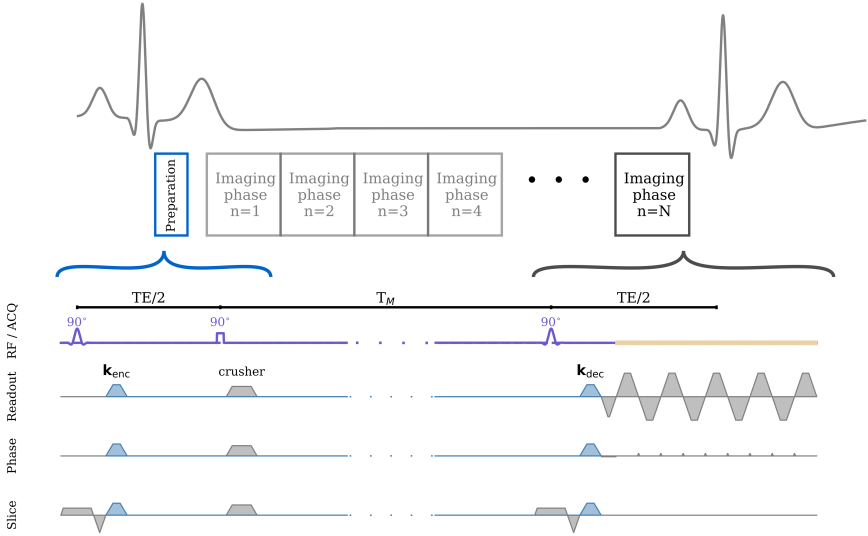 Preparation
Imaging phase n=1
Imaging phase n=2
Imaging phase n=3
Imaging phase n=4
Imaging phase n=N
TE/2
T_M
TE/2
RF / ACQ
90°
90°
90°
Readout
k_enc
crusher
k_dec
Phase
Slice